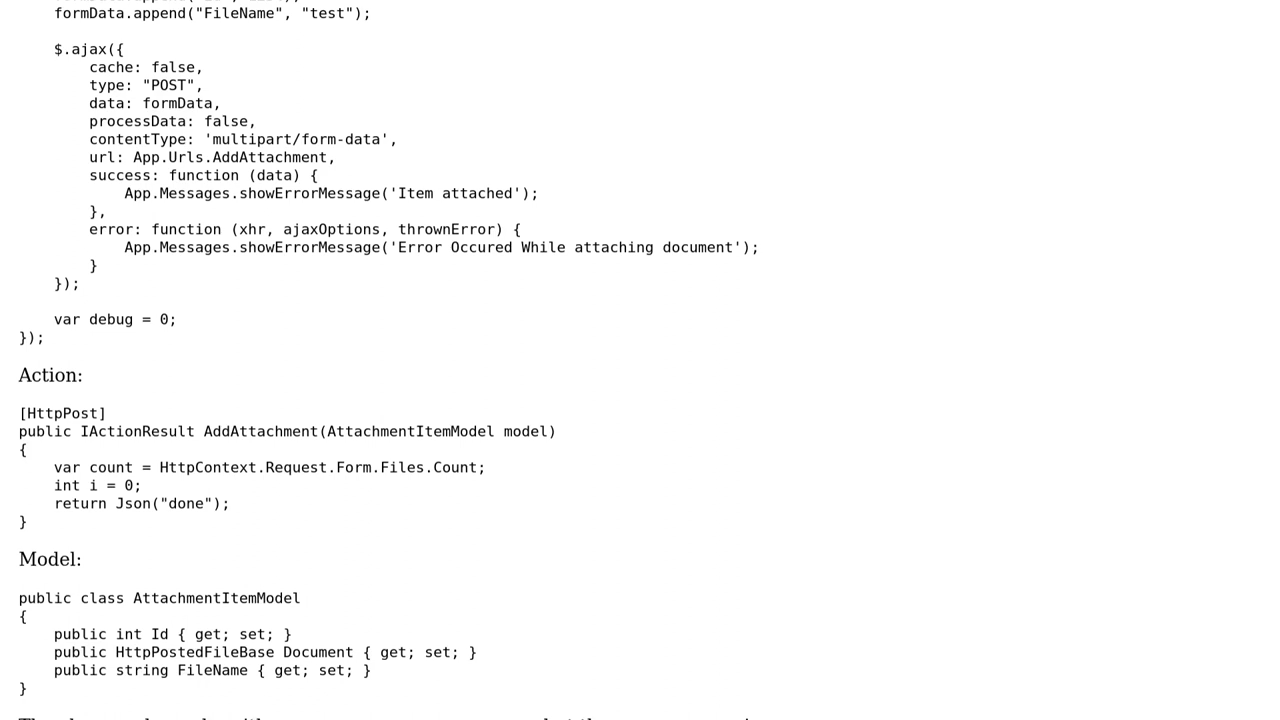 formData.append("FileName", "test");
$.ajax({
cache: false,
type: "POST",
data: formData,
processData: false,
contentType: 'multipart/form-data',
url: App.Urls.AddAttachment,
success: function (data) {
App.Messages.showErrorMessage('Item attached');
},
error: function (xhr, ajaxOptions, thrownError) {
App.Messages.showErrorMessage('Error Occured While attaching document');
}
});
var debug = 0;
});
Action:
[HttpPost]
public IActionResult AddAttachment(AttachmentItemModel model)
{
var count = HttpContext.Request.Form.Files.Count;
int i = 0;
return Json("done");
}
Model:
public class AttachmentItemModel
{
public int Id { get; set; }
public HttpPostedFileBase Document { get; set; }
public string FileName { get; set; }
}